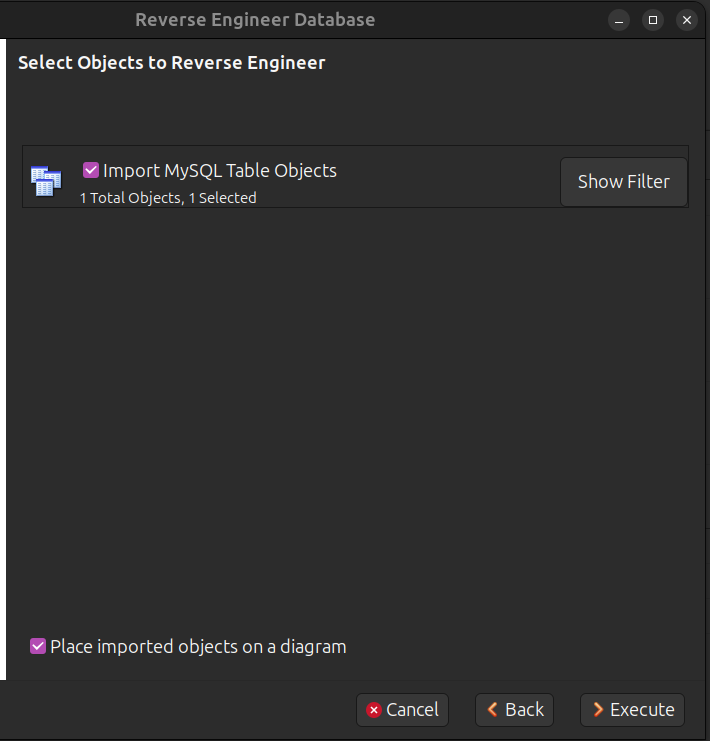 Reverse Engineer Database
Select Objects to Reverse Engineer
Import MySQL Table Objects
1 Total Objects, 1 Selected
Show Filter
Place imported objects on a diagram
Cancel
Back
Execute